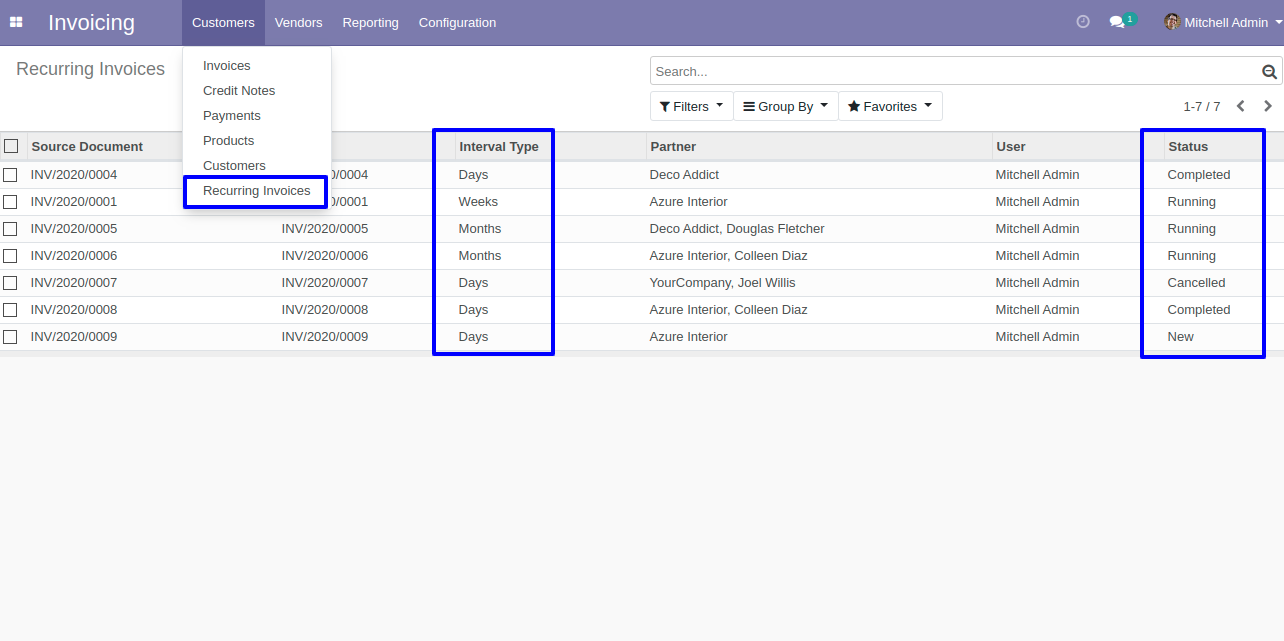 Invoicing Customers Vendors Reporting Configuration 1 Mitchell Admin
Recurring Invoices
Invoices
Credit Notes
Payments
Products
Customers
Recurring Invoices
Search...
Filters Group By Favorites 1-7 / 7
Source Document Interval Type Partner User Status
INV/2020/0004 0/0004 Days Deco Addict Mitchell Admin Completed
INV/2020/0001 0/0001 Weeks Azure Interior Mitchell Admin Running
INV/2020/0005 INV/2020/0005 Months Deco Addict, Douglas Fletcher Mitchell Admin Running
INV/2020/0006 INV/2020/0006 Months Azure Interior, Colleen Diaz Mitchell Admin Running
INV/2020/0007 INV/2020/0007 Days YourCompany, Joel Willis Mitchell Admin Cancelled
INV/2020/0008 INV/2020/0008 Days Azure Interior, Colleen Diaz Mitchell Admin Completed
INV/2020/0009 INV/2020/0009 Days Azure Interior Mitchell Admin New